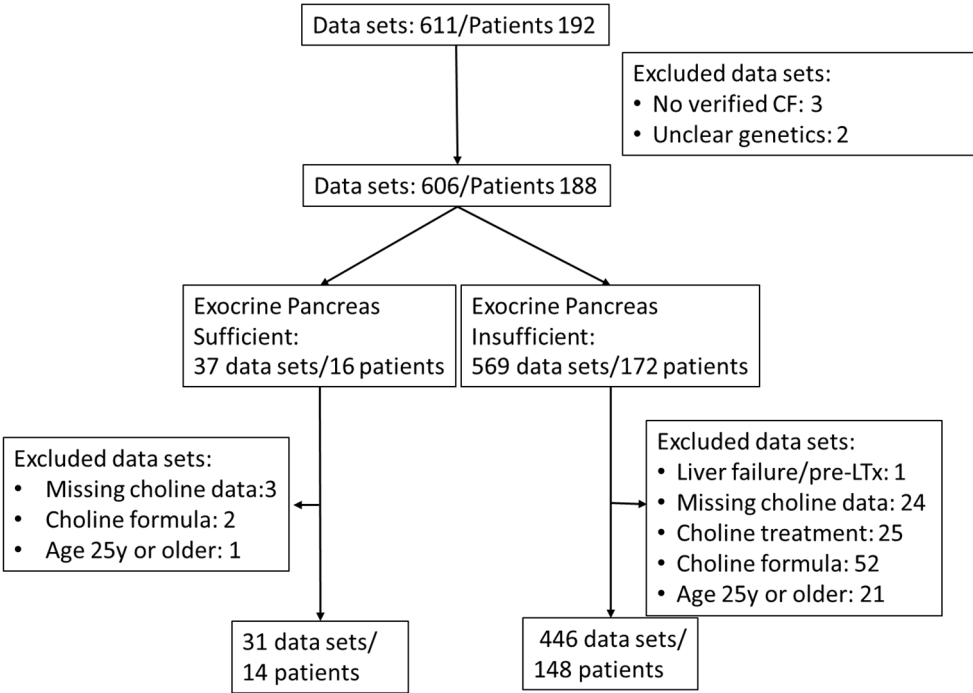 Data sets: 611/Patients 192
Excluded data sets:
• No verified CF: 3
• Unclear genetics: 2
Data sets: 606/Patients 188
Exocrine Pancreas
Sufficient:
37 data sets/16 patients
Exocrine Pancreas
Insufficient:
569 data sets/172 patients
Excluded data sets:
• Missing choline data:3
• Choline formula: 2
• Age 25y or older: 1
Excluded data sets:
• Liver failure/pre-LTx: 1
• Missing choline data: 24
• Choline treatment: 25
• Choline formula: 52
• Age 25y or older: 21
31 data sets/
14 patients
446 data sets/
148 patients